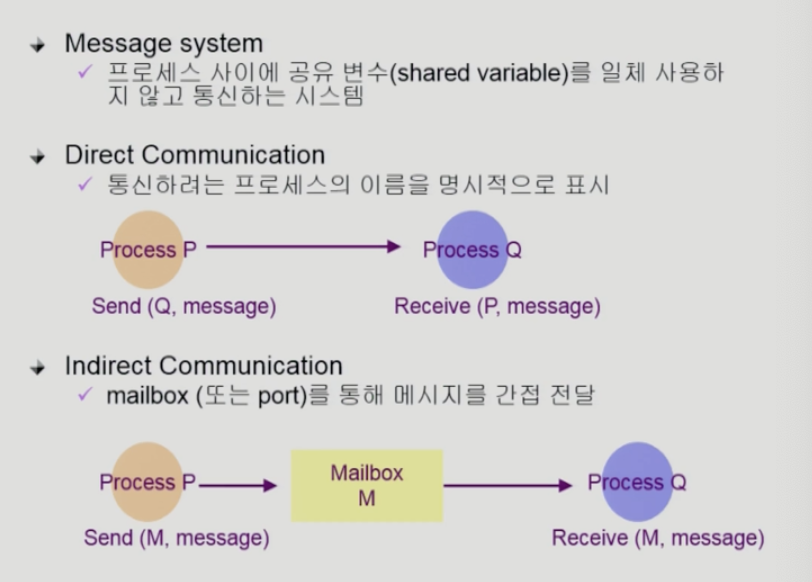 Message system
프로세스 사이에 공유 변수(shared variable)를 일체 사용하
지 않고 통신하는 시스템
Direct Communication
통신하려는 프로세스의 이름을 명시적으로 표시
Process P
Process Q
Send (Q, message)
Receive (P, message)
Indirect Communication
mailbox (또는 port)를 통해 메시지를 간접 전달
Process P
Mailbox
M
Process Q
Send (M, message)
Receive (M, message)